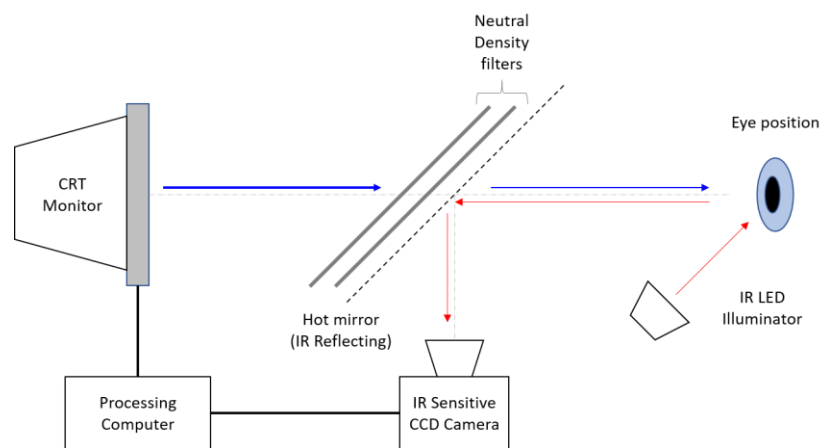 Neutral
Density
filters
Eye position
CRT
Monitor
Hot mirror
(IR Reflecting)
IR LED
Illuminator
Processing
Computer
IR Sensitive
CCD Camera